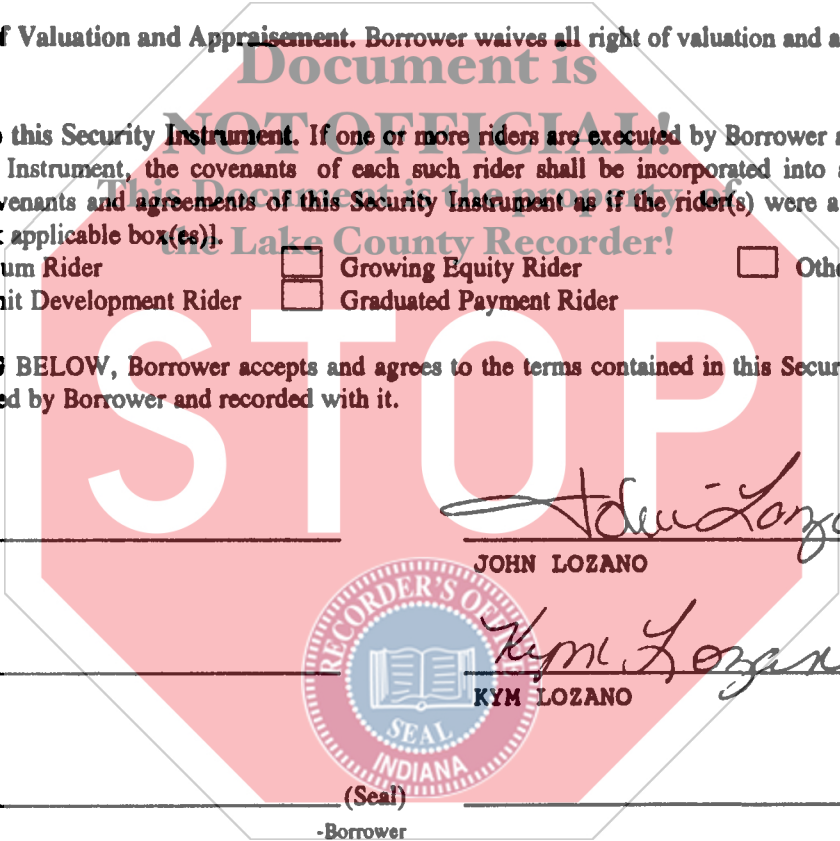 f Valuation and Appraisement. Borrower waives all right of valuation and a
Document is
NOT OFFICIAL!
o this Security Instrument. If one or more riders are executed by Borrower a
Instrument, the covenants of each such rider shall be incorporated into a
This Document is the property of
venants and agreements of this Security Instrument as if the rider(s) were a
applicable box(es)].
the Lake County Recorder!
um Rider Growing Equity Rider Othe
nit Development Rider Graduated Payment Rider
STOP
BELOW, Borrower accepts and agrees to the terms contained in this Secur
ed by Borrower and recorded with it.
John Loza
JOHN LOZANO
Kym Lozan
KYM LOZANO
RECORDER'S OFFICE
SEAL
INDIANA
(Seal)
-Borrower